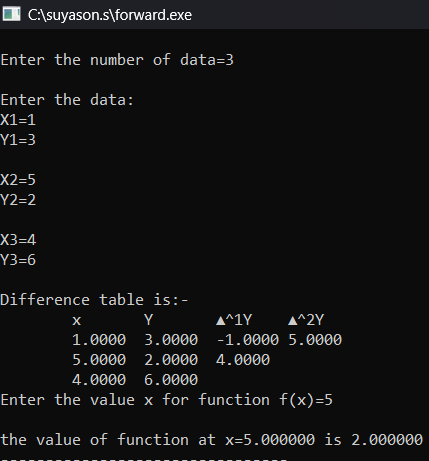 C:\suyason.s\forward.exe
Enter the number of data=3
Enter the data:
X1=1
Y1=3
X2=5
Y2=2
X3=4
Y3=6
Difference table is:-
x Y ▲^1Y ▲^2Y
1.0000 3.0000 -1.0000 5.0000
5.0000 2.0000 4.0000
4.0000 6.0000
Enter the value x for function f(x)=5
the value of function at x=5.000000 is 2.000000
--------------------------------